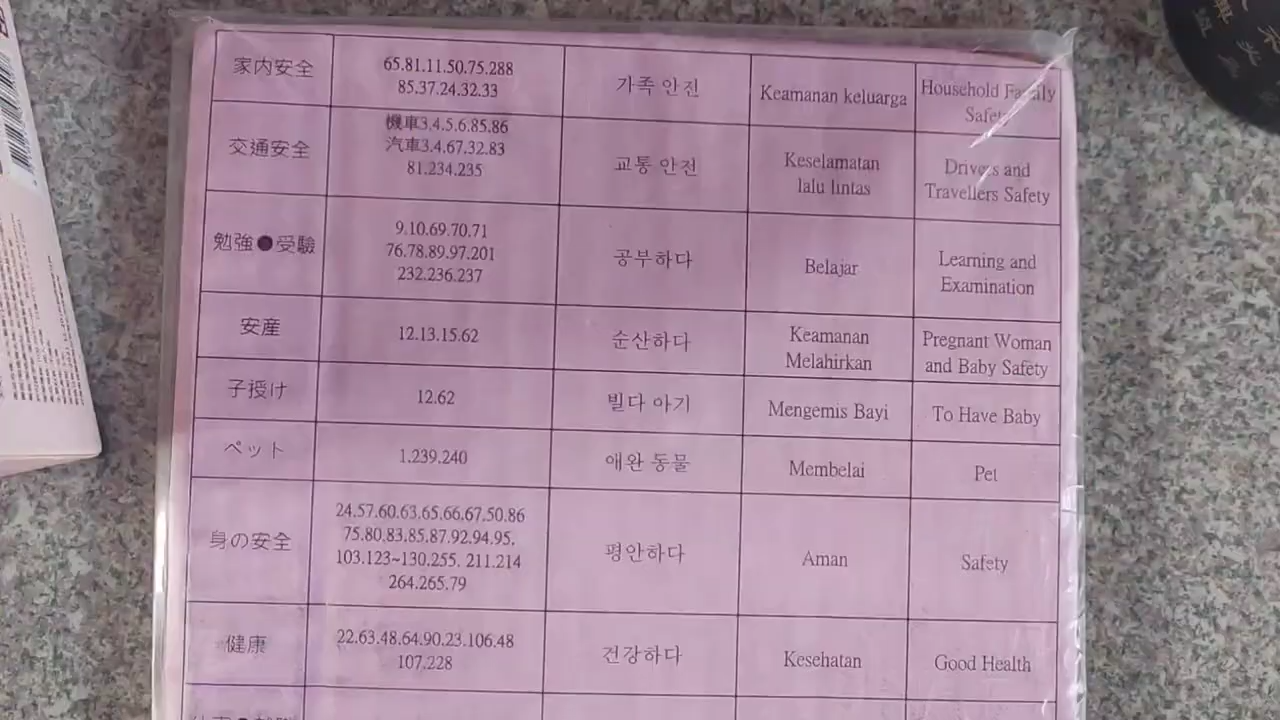 家内安全
65.81.11.50.75.288
85.37.24.32.33
가족 안진
Keamanan keluarga
Household Family
Safety
交通安全
機車3.4.5.6.85.86
汽車3.4.67.32.83
81.234.235
교통 안전
Keselamatan
lalu lintas
Drivers and
Travellers Safety
勉強●受驗
9.10.69.70.71
76.78.89.97.201
232.236.237
공부하다
Belajar
Learning and
Examination
安産
12.13.15.62
순산하다
Keamanan
Melahirkan
Pregnant Woman
and Baby Safety
子授け
12.62
빌다 아기
Mengemis Bayi
To Have Baby
ペット
1.239.240
애완 동물
Membelai
Pet
身の安全
24.57.60.63.65.66.67.50.86
75.80.83.85.87.92.94.95.
103.123~130.255. 211.214
264.265.79
평안하다
Aman
Safety
健康
22.63.48.64.90.23.106.48
107.228
건강하다
Kesehatan
Good Health